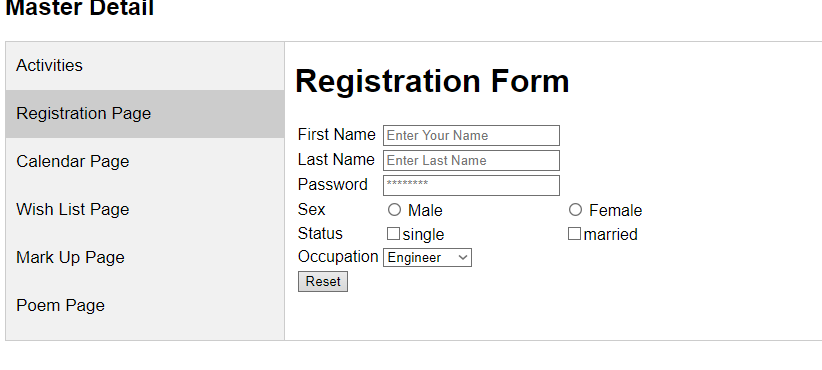 Master Detail
Activities
Registration Page
Calendar Page
Wish List Page
Mark Up Page
Poem Page
Registration Form
First Name Enter Your Name
Last Name Enter Last Name
Password ********
Sex Male Female
Status single married
Occupation Engineer
Reset